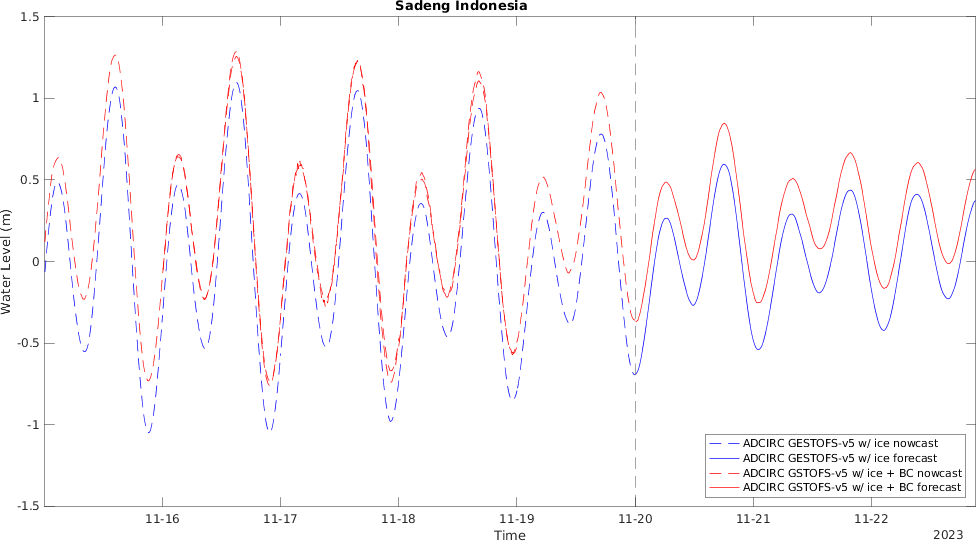 Sadeng Indonesia
1.5
1
0.5
0
-0.5
-1
-1.5
Water Level (m)
11-16 11-17 11-18 11-19 11-20 11-21 11-22
Time
2023
ADCIRC GESTOFS-v5 w/ ice nowcast
ADCIRC GESTOFS-v5 w/ ice forecast
ADCIRC GSTOFS-v5 w/ ice + BC nowcast
ADCIRC GSTOFS-v5 w/ ice + BC forecast